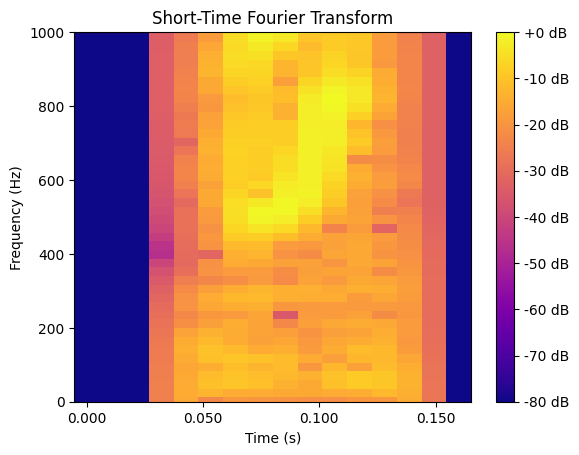 Short-Time Fourier Transform
1000
800
600
400
200
0
Frequency (Hz)
0.000
0.050
0.100
0.150
Time (s)
+0 dB
-10 dB
-20 dB
-30 dB
-40 dB
-50 dB
-60 dB
-70 dB
-80 dB